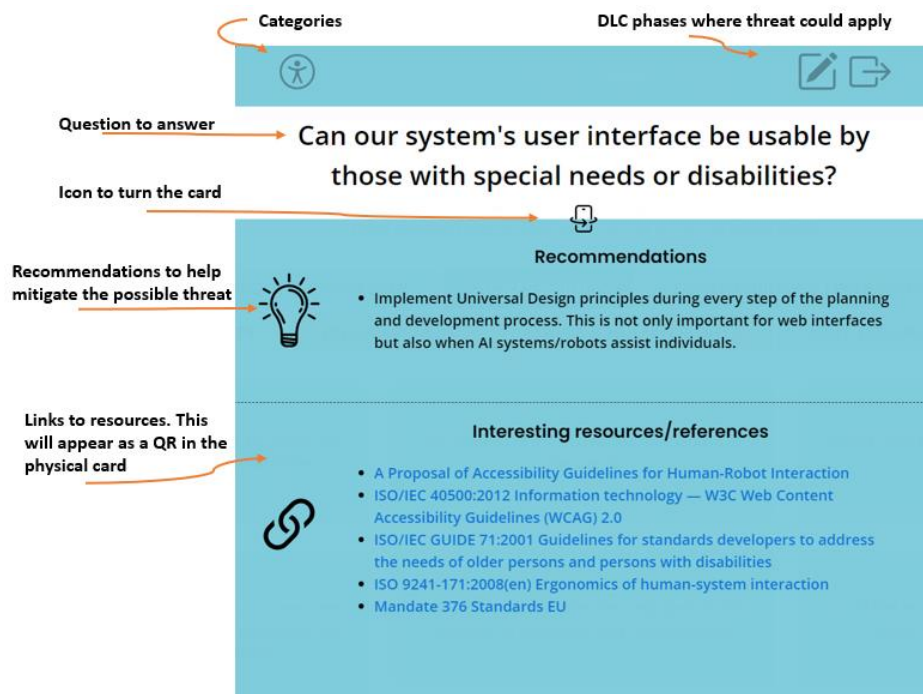 Categories
DLC phases where threat could apply
Question to answer
Can our system's user interface be usable by
those with special needs or disabilities?
Icon to turn the card
Recommendations
Recommendations to help
mitigate the possible threat
• Implement Universal Design principles during every step of the planning
and development process. This is not only important for web interfaces
but also when AI systems/robots assist individuals.
Links to resources. This
will appear as a QR in the
physical card
Interesting resources/references
• A Proposal of Accessibility Guidelines for Human-Robot Interaction
• ISO/IEC 40500:2012 Information technology — W3C Web Content
Accessibility Guidelines (WCAG) 2.0
• ISO/IEC GUIDE 71:2001 Guidelines for standards developers to address
the needs of older persons and persons with disabilities
• ISO 9241-171:2008(en) Ergonomics of human-system interaction
• Mandate 376 Standards EU